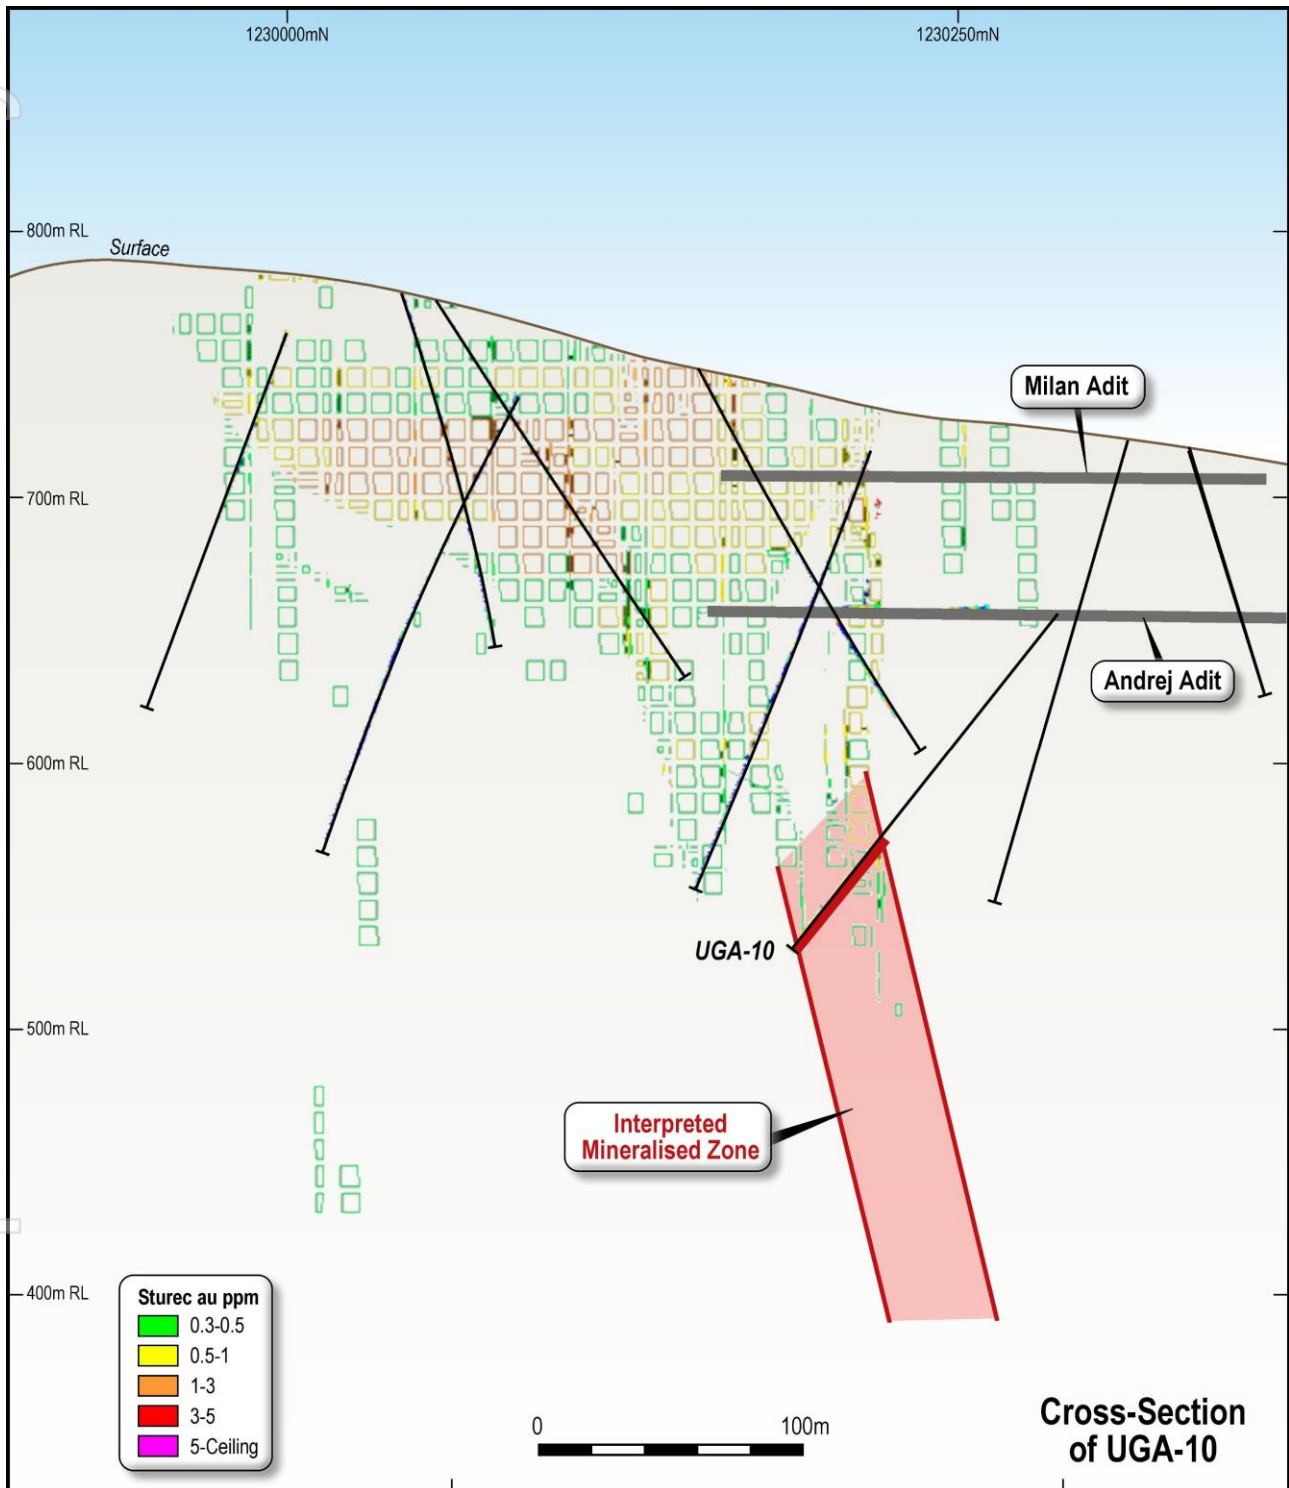 1230000mN
1230250mN
800m RL
Surface
Milan Adit
700m RL
Andrej Adit
600m RL
UGA-10
500m RL
Interpreted
Mineralised Zone
400m RL
Sturec au ppm
0.3-0.5
0.5-1
1-3
3-5
5-Ceiling
0
100m
Cross-Section
of UGA-10